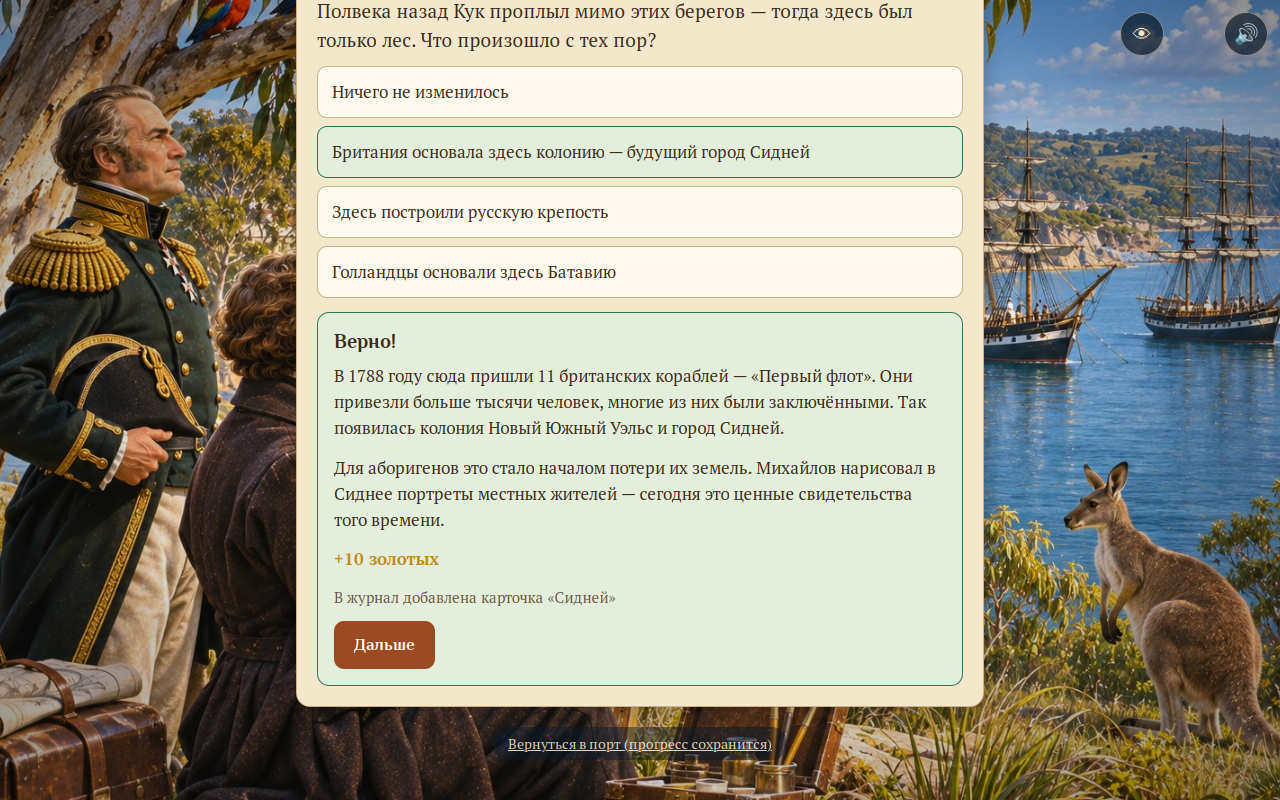 Полвека назад Кук проплыл мимо этих берегов — тогда здесь был
только лес. Что произошло с тех пор?
Ничего не изменилось
Британия основала здесь колонию — будущий город Сидней
Здесь построили русскую крепость
Голландцы основали здесь Батавию
Верно!
В 1788 году сюда пришли 11 британских кораблей — «Первый флот». Они
привезли больше тысячи человек, многие из них были заключёнными. Так
появилась колония Новый Южный Уэльс и город Сидней.
Для аборигенов это стало началом потери их земель. Михайлов нарисовал в
Сиднее портреты местных жителей — сегодня это ценные свидетельства
того времени.
+10 золотых
В журнал добавлена карточка «Сидней»
Дальше
Вернуться в порт (прогресс сохранится)